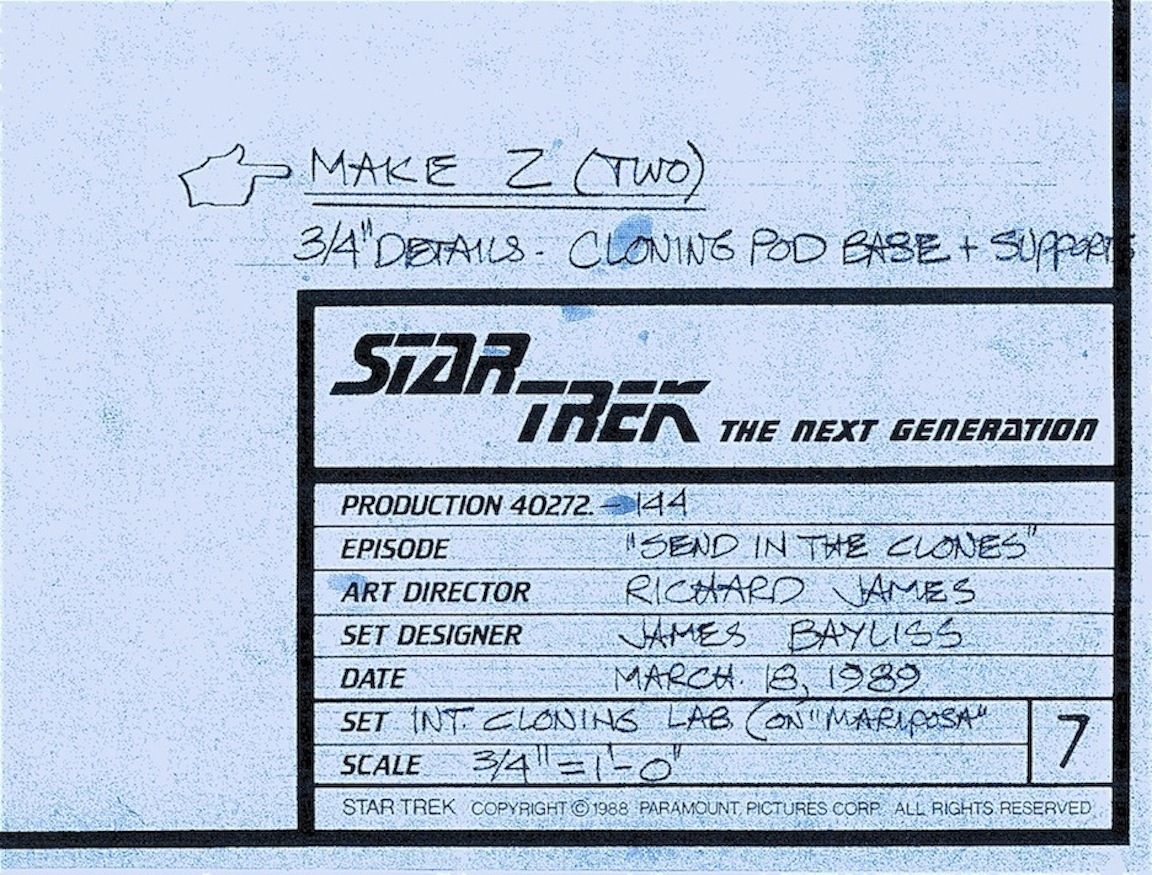 MAKE 2 (TWO)
3/4" DETAILS - CLONING POD BASE + SUPPORTS
STAR TREK THE NEXT GENERATION
PRODUCTION 40272.-144
EPISODE "SEND IN THE CLONES"
ART DIRECTOR RICHARD JAMES
SET DESIGNER JAMES BAYLISS
DATE MARCH. 18, 1989
SET INT. CLONING LAB (ON "MARIPOSA"
7
SCALE 3/4" = 1'-0"
STAR TREK COPYRIGHT © 1988 PARAMOUNT PICTURES CORP. ALL RIGHTS RESERVED